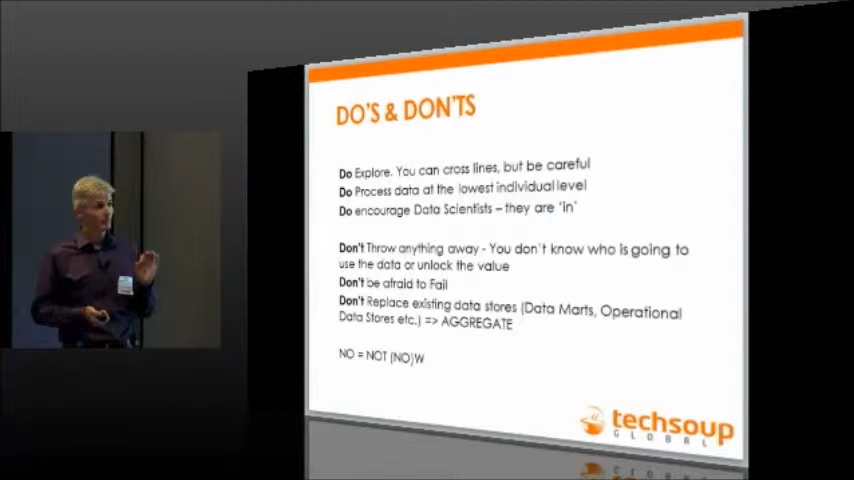 DO'S & DON'TS
Do Explore. You can cross lines, but be careful
Do Process data at the lowest individual level
Do encourage Data Scientists – they are 'in'
Don't Throw anything away - You don't know who is going to
use the data or unlock the value
Don't be afraid to Fail
Don't Replace existing data stores (Data Marts, Operational
Data Stores etc.) => AGGREGATE
NO = NOT (NO)W
techsoup
GLOBAL